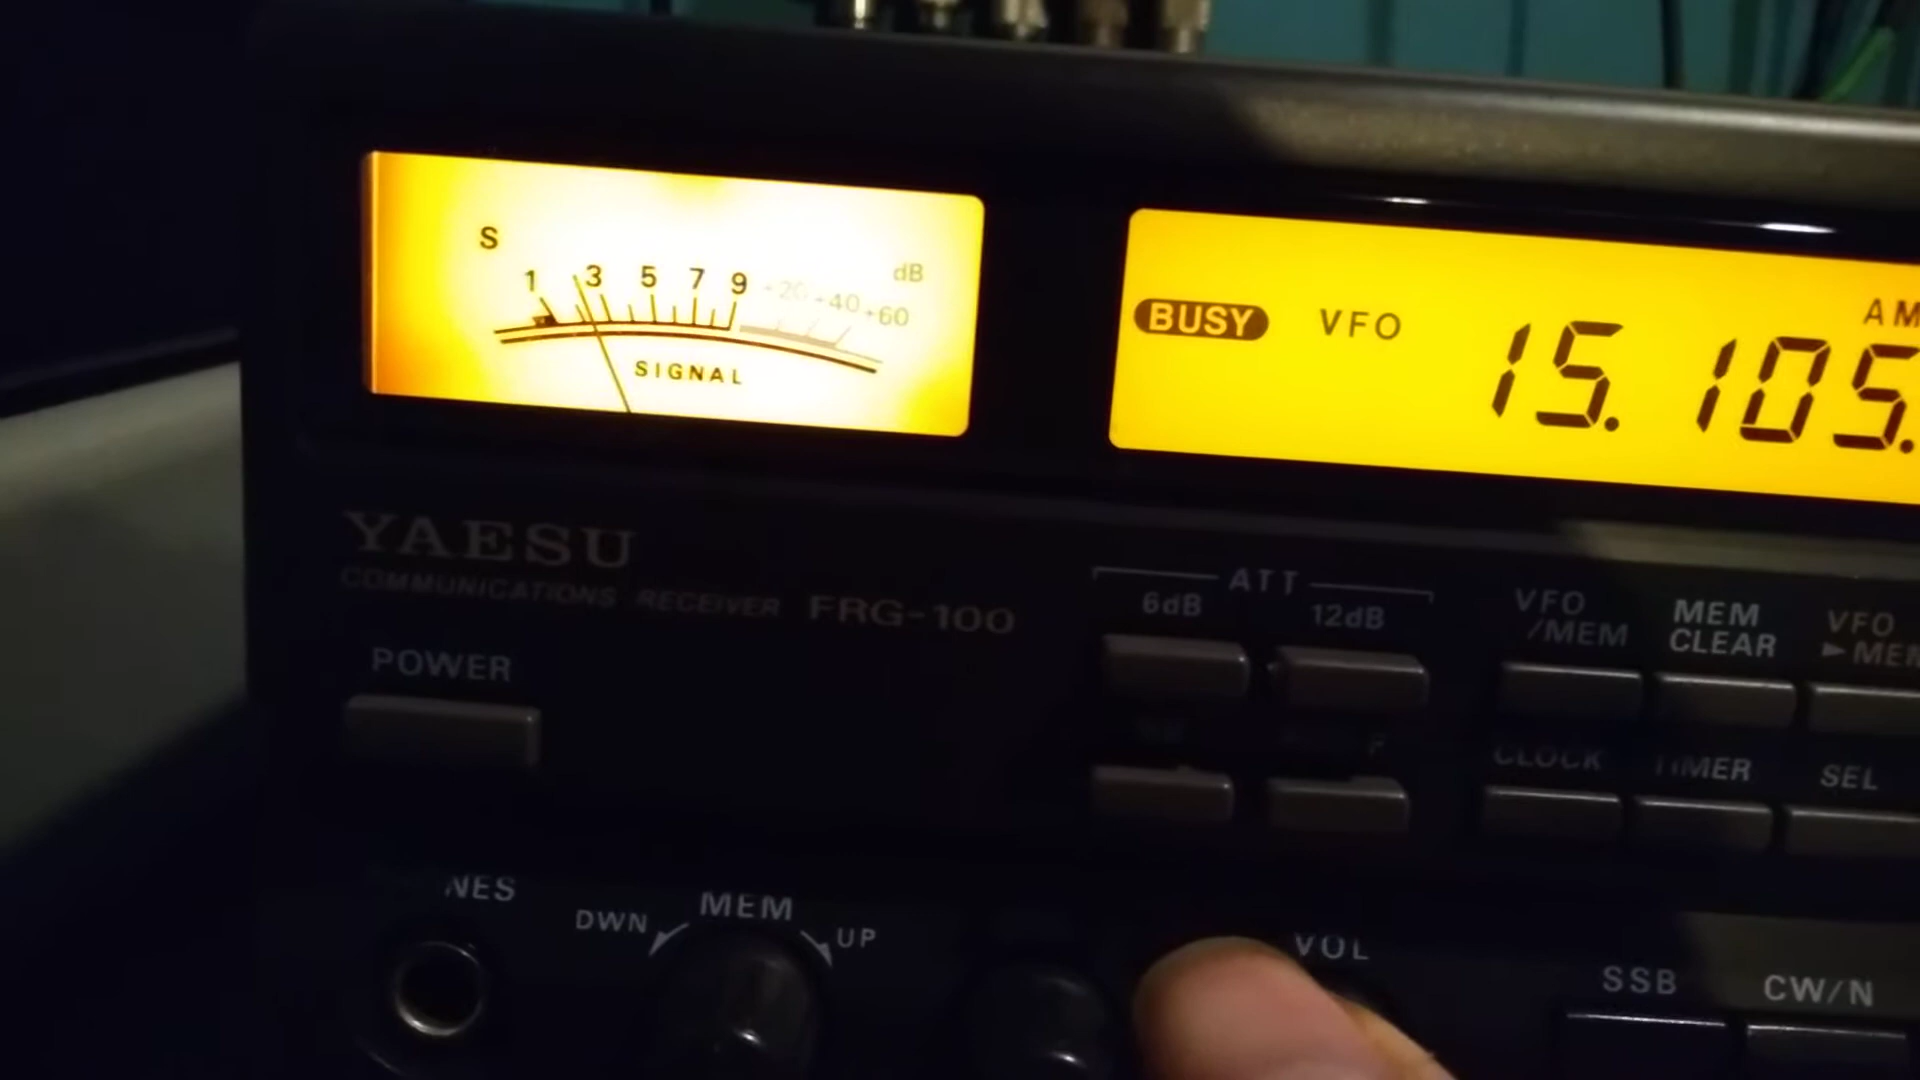 S
1 3 5 7 9 +20 +40 +60
dB
SIGNAL
BUSY VFO
AM
15.105.
YAESU
COMMUNICATIONS RECEIVER FRG-100
POWER
ATT
6dB 12dB
VFO
/MEM
MEM
CLEAR
VFO
►MEM
CLOCK TIMER SEL
NES
DWN MEM UP
VOL
SSB CW/N